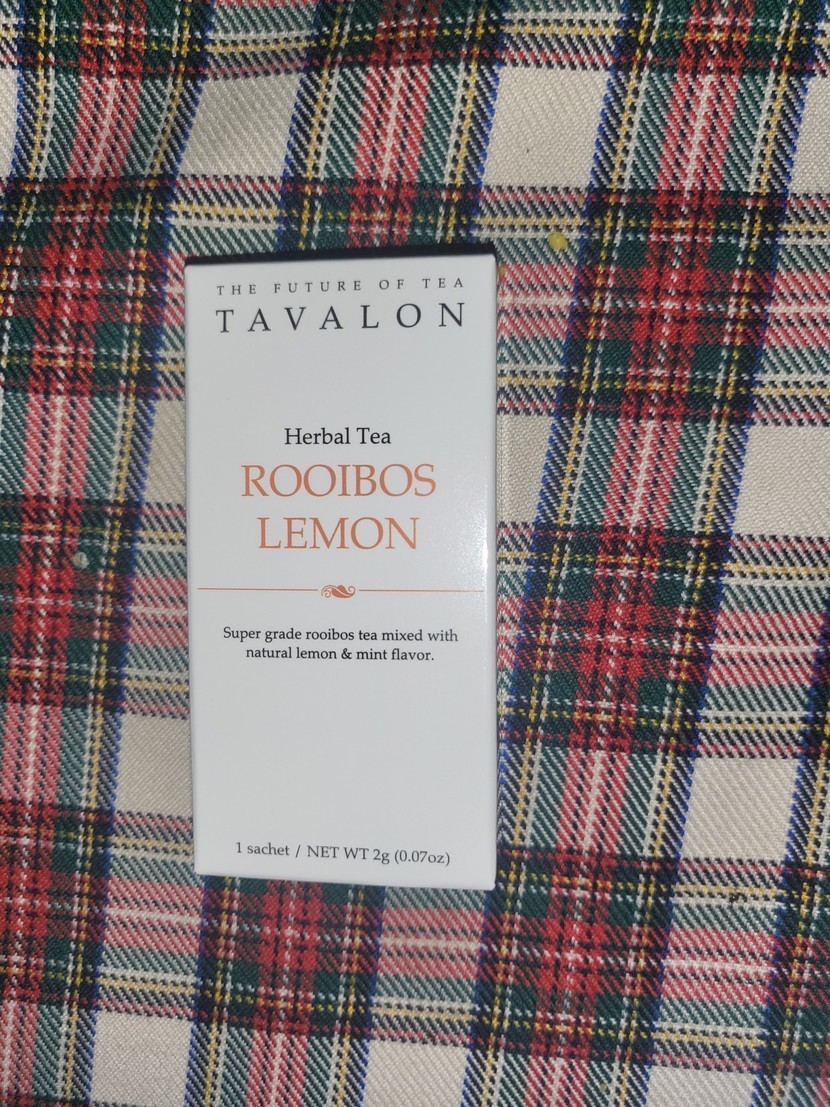 THE FUTURE OF TEA
TAVALON
Herbal Tea
ROOIBOS
LEMON
Super grade rooibos tea mixed with
natural lemon & mint flavor.
1 sachet / NET WT 2g (0.07oz)